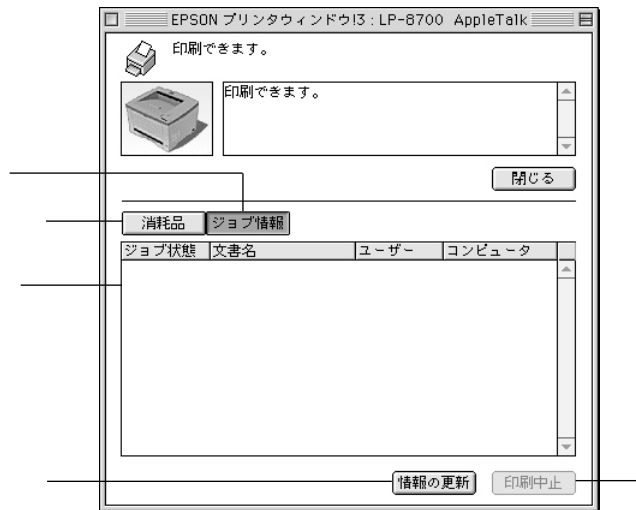 EPSON プリンタウィンドウ!3 : LP-8700 AppleTalk
印刷できます。
印刷できます。
閉じる
消耗品 ジョブ情報
ジョブ状態 文書名 ユーザー コンピュータ
情報の更新 印刷中止